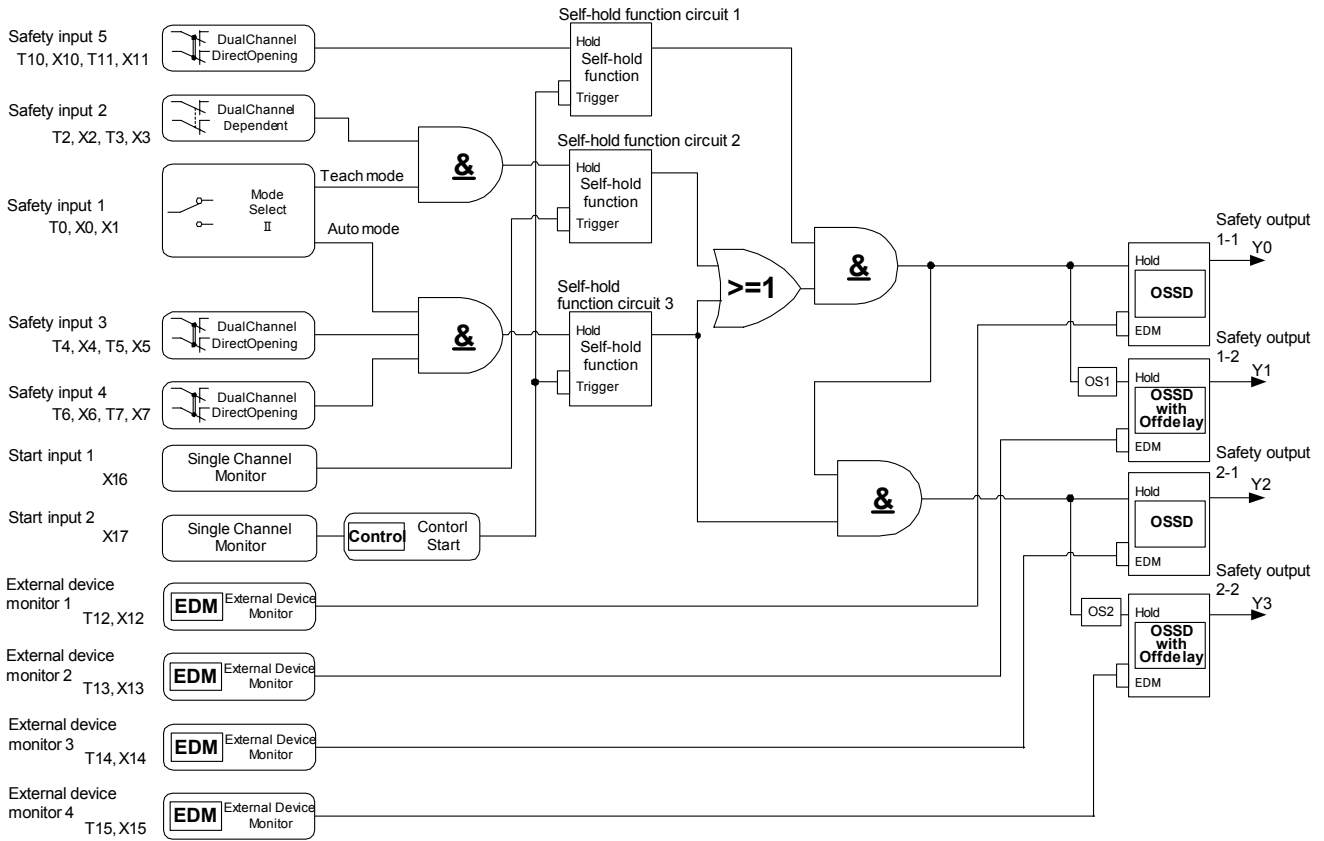 Self-hold function circuit 1
Safety input 5
T10, X10, T11, X11
DualChannel
DirectOpening
Hold
Self-hold
function
Trigger
Safety input 2
T2, X2, T3, X3
DualChannel
Dependent
&
Self-hold function circuit 2
Hold
Self-hold
function
Trigger
Safety input 1
T0, X0, X1
Mode
Select
II
Teach mode
Auto mode
Safety input 3
T4, X4, T5, X5
DualChannel
DirectOpening
&
Self-hold
function circuit 3
Hold
Self-hold
function
Trigger
Safety input 4
T6, X6, T7, X7
DualChannel
DirectOpening
>=1
&
&
Start input 1
X16
Single Channel
Monitor
Start input 2
X17
Single Channel
Monitor
Control
Contorl
Start
External device
monitor 1
T12, X12
EDM
External Device
Monitor
External device
monitor 2
T13, X13
EDM
External Device
Monitor
External device
monitor 3
T14, X14
EDM
External Device
Monitor
External device
monitor 4
T15, X15
EDM
External Device
Monitor
Safety output
1-1
Y0
Hold
OSSD
EDM
Safety output
1-2
Y1
OS1
Hold
OSSD
with
Offdelay
EDM
Safety output
2-1
Y2
Hold
OSSD
EDM
Safety output
2-2
Y3
OS2
Hold
OSSD
with
Offdelay
EDM